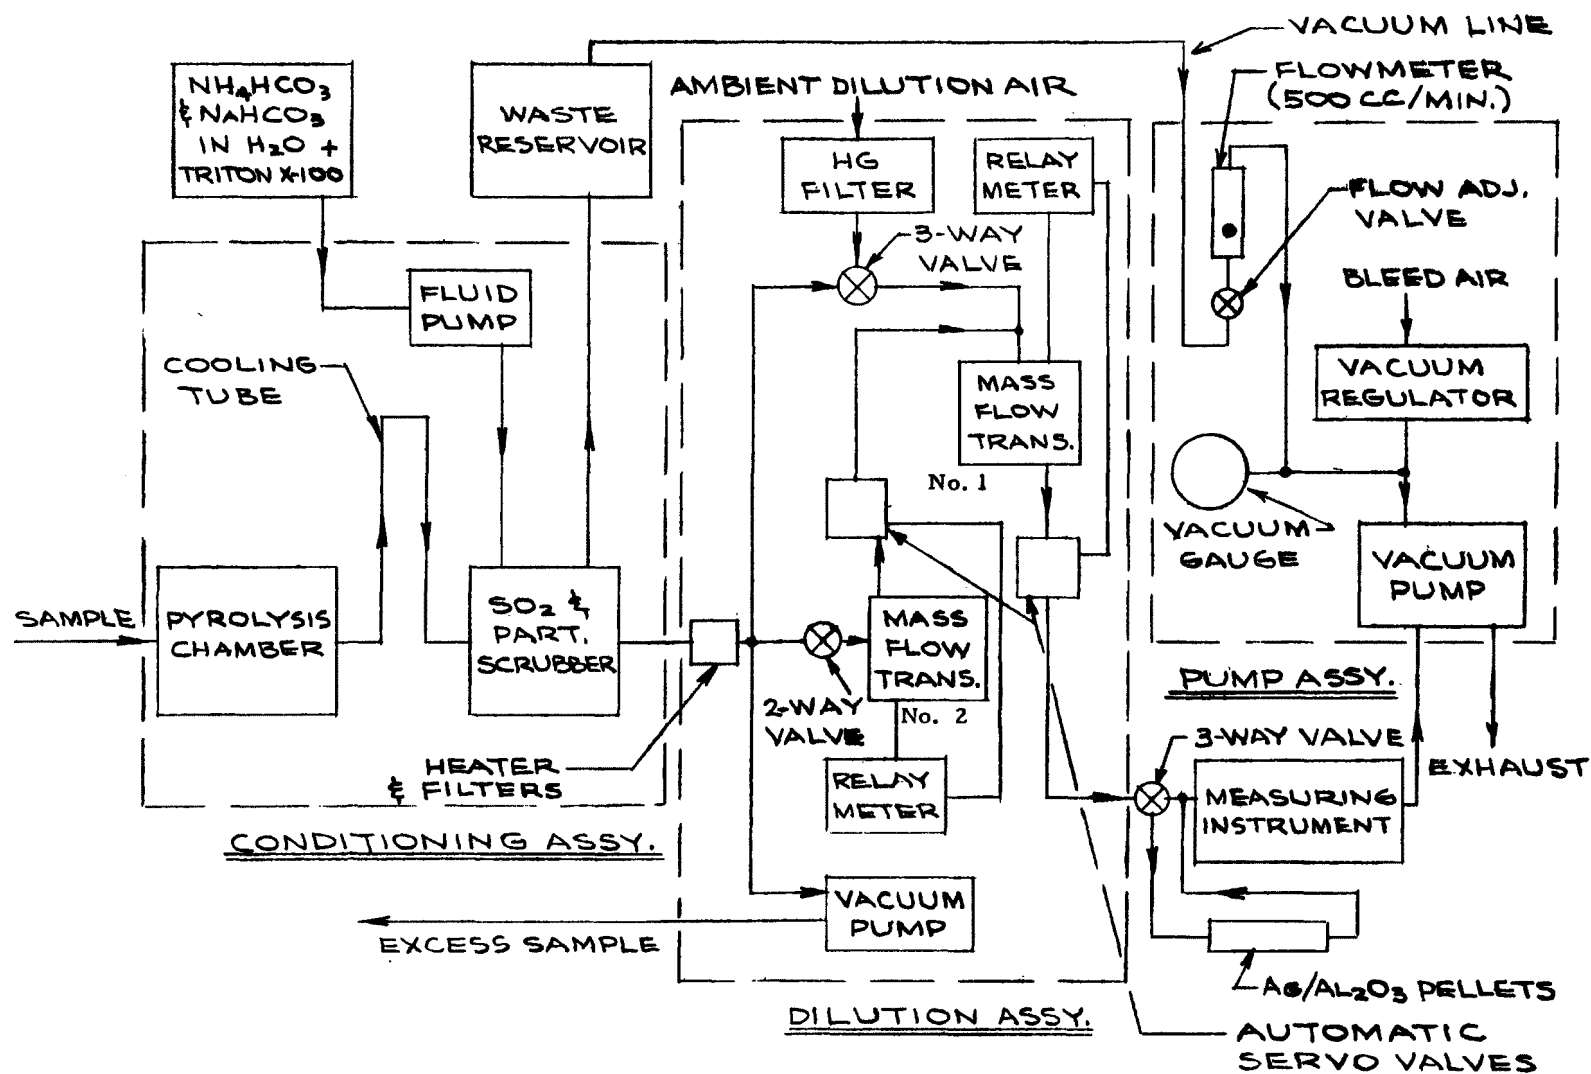 VACUUM LINE
FLOWMETER
(500 CC/MIN.)
NH4HCO3
& NAHCO3
IN H2O +
TRITON X-100
WASTE
RESERVOIR
AMBIENT DILUTION AIR
HG
FILTER
RELAY
METER
FLOW ADJ.
VALVE
3-WAY
VALVE
BLEED AIR
FLUID
PUMP
COOLING
TUBE
MASS
FLOW
TRANS.
No. 1
VACUUM
REGULATOR
VACUUM
GAUGE
VACUUM
PUMP
SAMPLE
PYROLYSIS
CHAMBER
SO2 &
PART.
SCRUBBER
MASS
FLOW
TRANS.
No. 2
2-WAY
VALVE
PUMP ASSY.
HEATER
& FILTERS
RELAY
METER
3-WAY VALVE
EXHAUST
MEASURING
INSTRUMENT
CONDITIONING ASSY.
VACUUM
PUMP
EXCESS SAMPLE
AG/AL2O3 PELLETS
DILUTION ASSY.
AUTOMATIC
SERVO VALVES